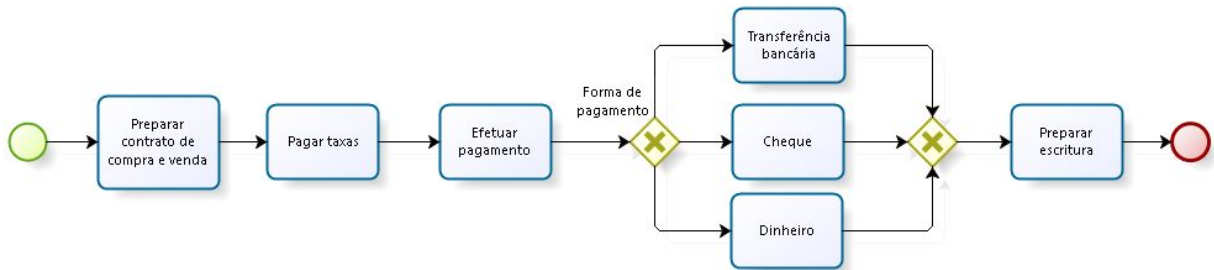 Preparar
contrato de
compra e venda
Pagar taxas
Efetuar
pagamento
Forma de
pagamento
Transferência
bancária
Cheque
Dinheiro
Preparar
escritura